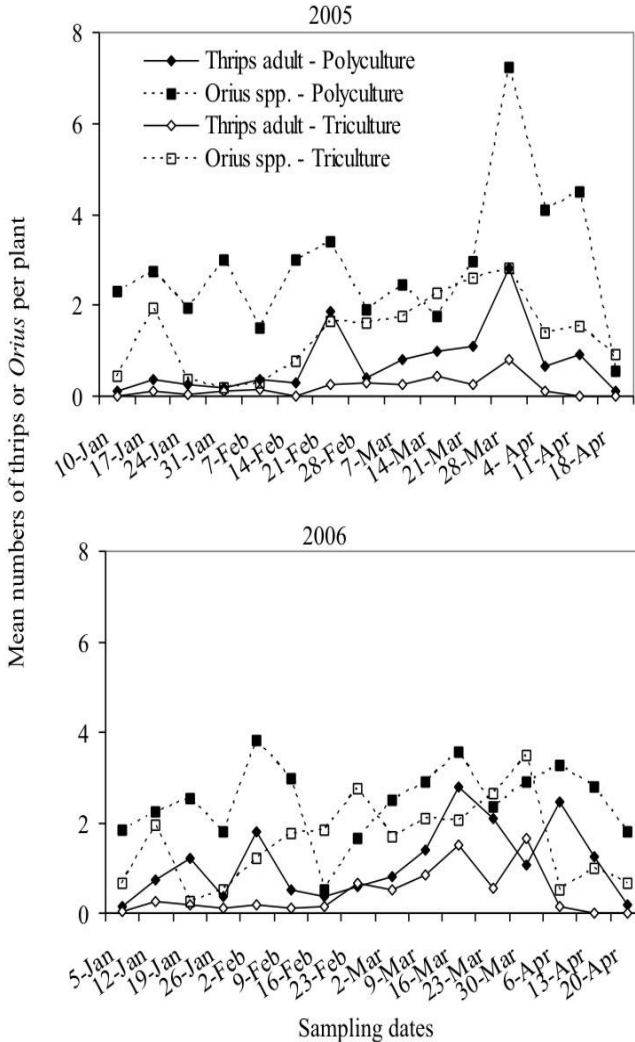 2005
Thrips adult - Polyculture
Orius spp. - Polyculture
Thrips adult - Triculture
Orius spp. - Triculture
8
6
4
2
0
10-Jan
17-Jan
24-Jan
31-Jan
7-Feb
14-Feb
21-Feb
28-Feb
7-Mar
14-Mar
21-Mar
28-Mar
4- Apr
11-Apr
18-Apr
Mean numbers of thrips or Orius per plant
2006
8
6
4
2
0
5-Jan
12-Jan
19-Jan
26-Jan
2-Feb
9-Feb
16-Feb
23-Feb
2-Mar
9-Mar
16-Mar
23-Mar
30-Mar
6-Apr
13-Apr
20-Apr
Sampling dates